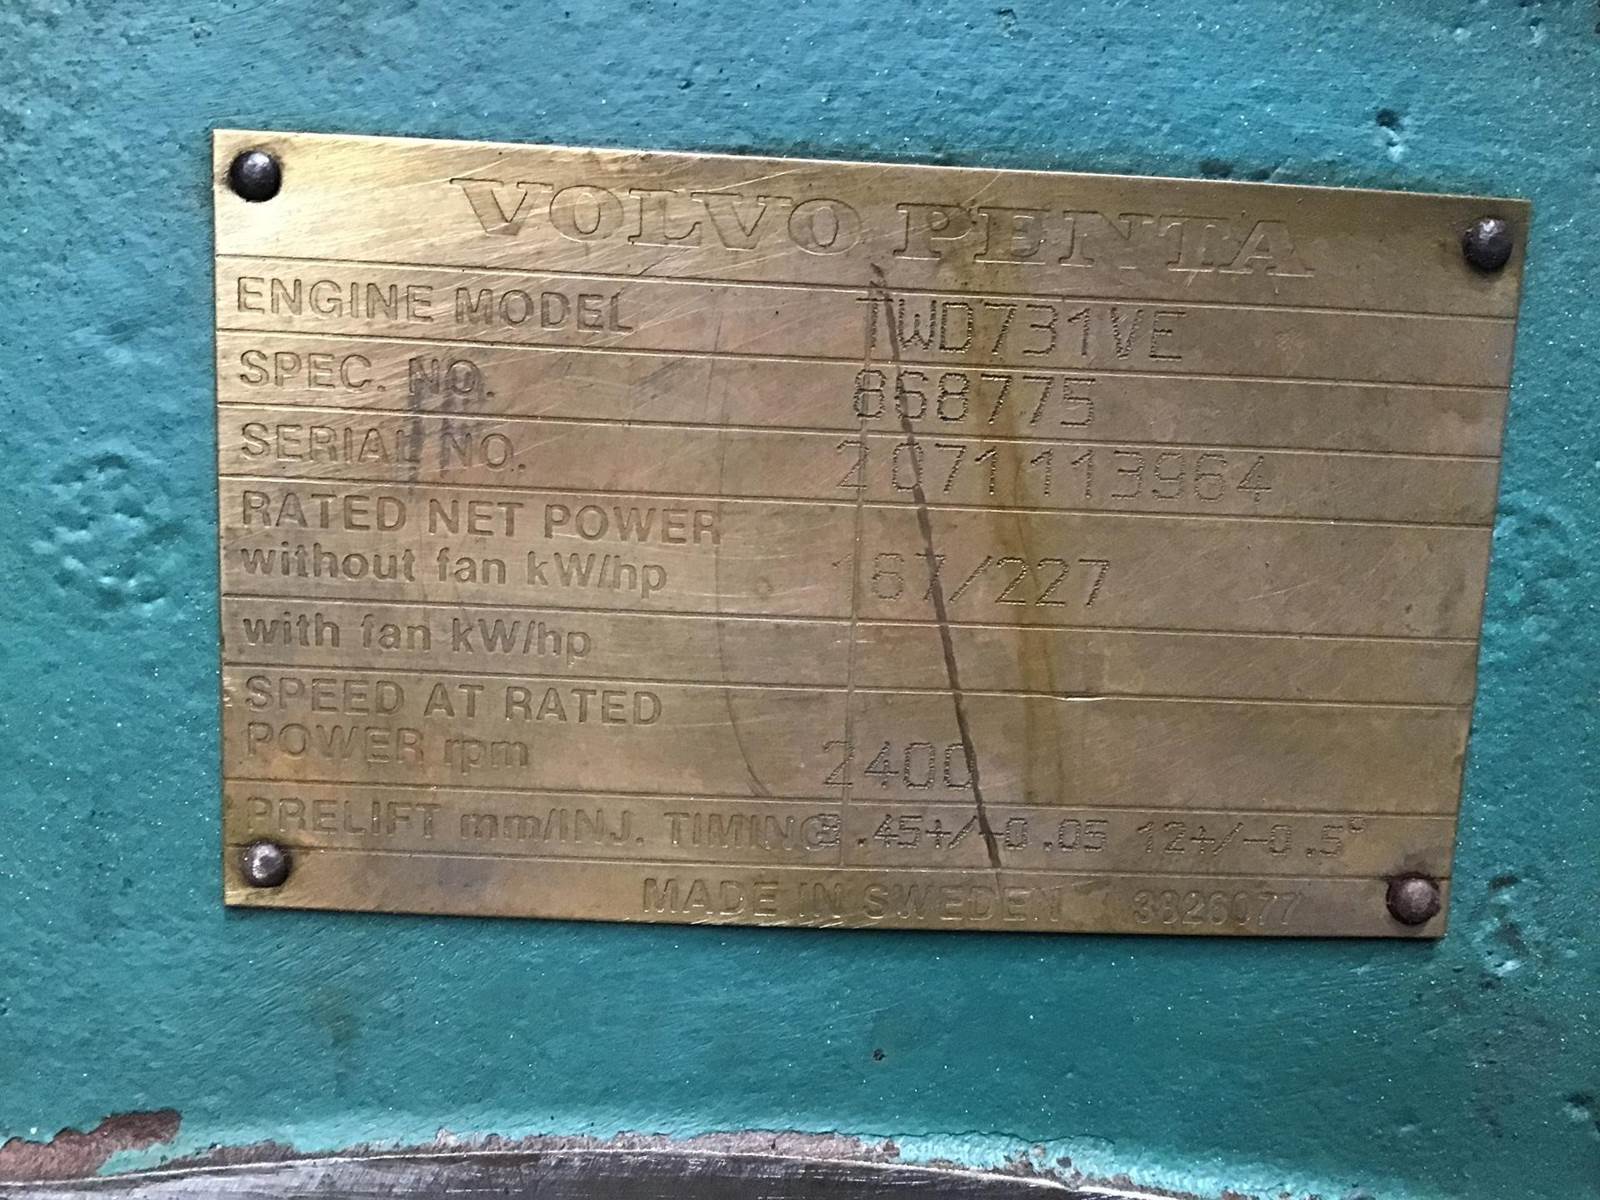 VOLVO PENTA
ENGINE MODEL TWD731VE
SPEC. NO. 868775
SERIAL NO. 2071113964
RATED NET POWER
without fan kW/hp 167/227
with fan kW/hp
SPEED AT RATED
POWER rpm 2400
PRELIFT mm/INJ. TIMING 3.45+/-0.05 12+/-0.5°
MADE IN SWEDEN 3826077